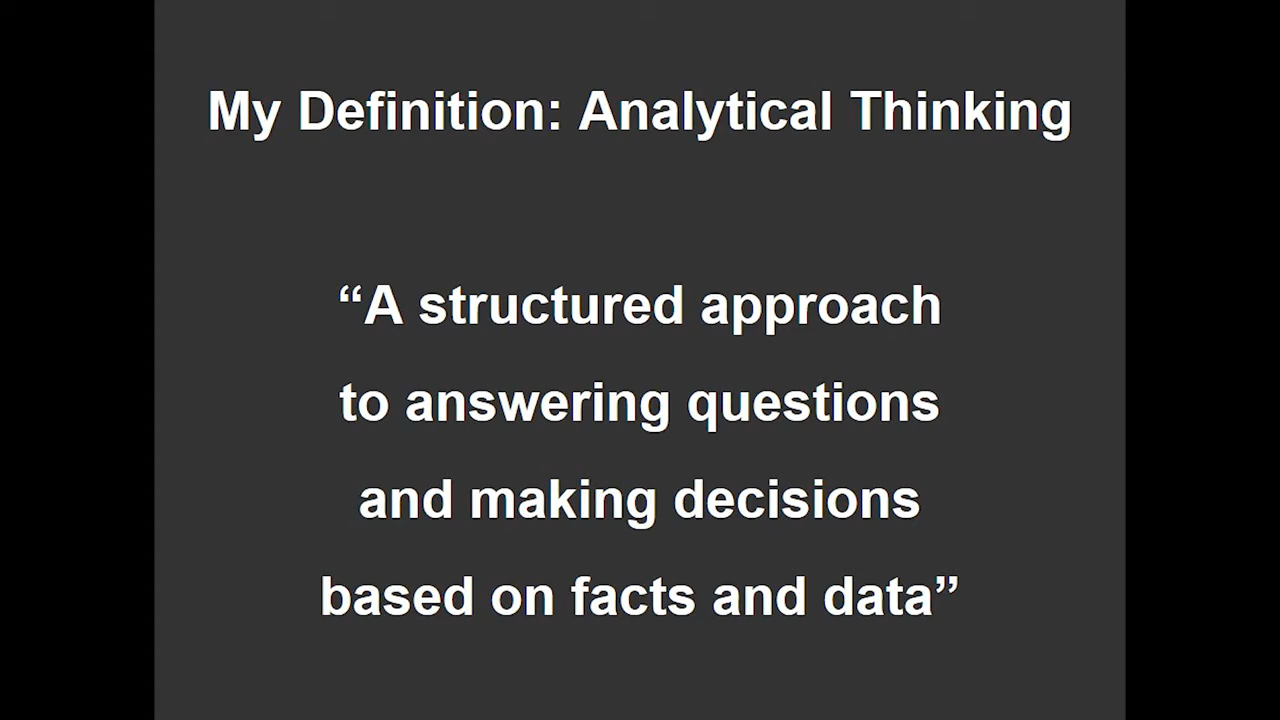 My Definition: Analytical Thinking
“A structured approach
to answering questions
and making decisions
based on facts and data”